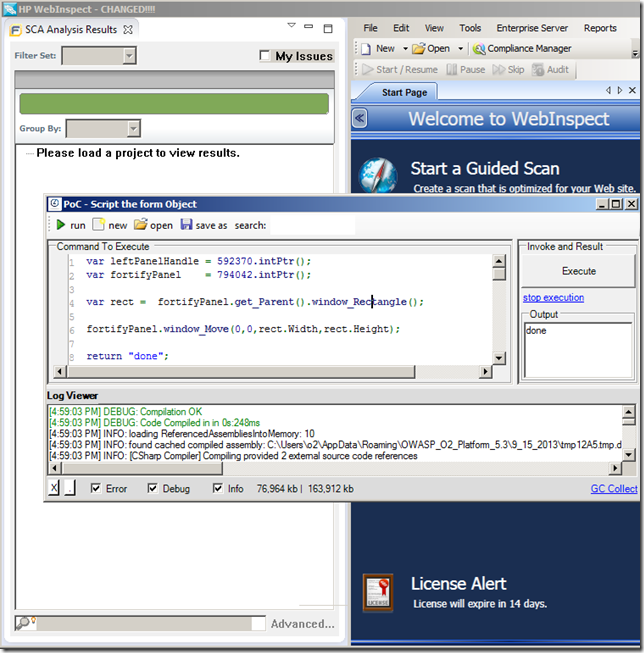 HP WebInspect - CHANGED!!!!
SCA Analysis Results
Filter Set:
My Issues
Group By:
Please load a project to view results.
File Edit View Tools Enterprise Server Reports
New Open Compliance Manager
Start / Resume Pause Skip Audit
Start Page
Welcome to WebInspect
Start a Guided Scan
Create a scan that is optimized for your Web site.
PoC - Script the form Object
run new open save as search:
Command To Execute
1 var leftPanelHandle = 592370.intPtr();
2 var fortifyPanel = 794042.intPtr();
3
4 var rect = fortifyPanel.get_Parent().window_Rectangle();
5
6 fortifyPanel.window_Move(0,0,rect.Width,rect.Height);
7
8 return "done";
Invoke and Result
Execute
stop execution
Output
done
Log Viewer
[4:59:03 PM] DEBUG: Compilation OK
[4:59:03 PM] DEBUG: Code Compiled in in 0s:248ms
[4:59:03 PM] INFO: loading ReferencedAssembliesIntoMemory: 10
[4:59:03 PM] INFO: found cached compiled assembly: C:\Users\o2\AppData\Roaming\OWASP_O2_Platform_5.3\9_15_2013\tmp12A5.tmp.d
[4:59:03 PM] INFO: [CSharp Compiler] Compiling provided 2 external source code references
X . Error Debug Info 76,964 kb | 163,912 kb GC Collect
License Alert
License will expire in 14 days.
LICENSE
Advanced...